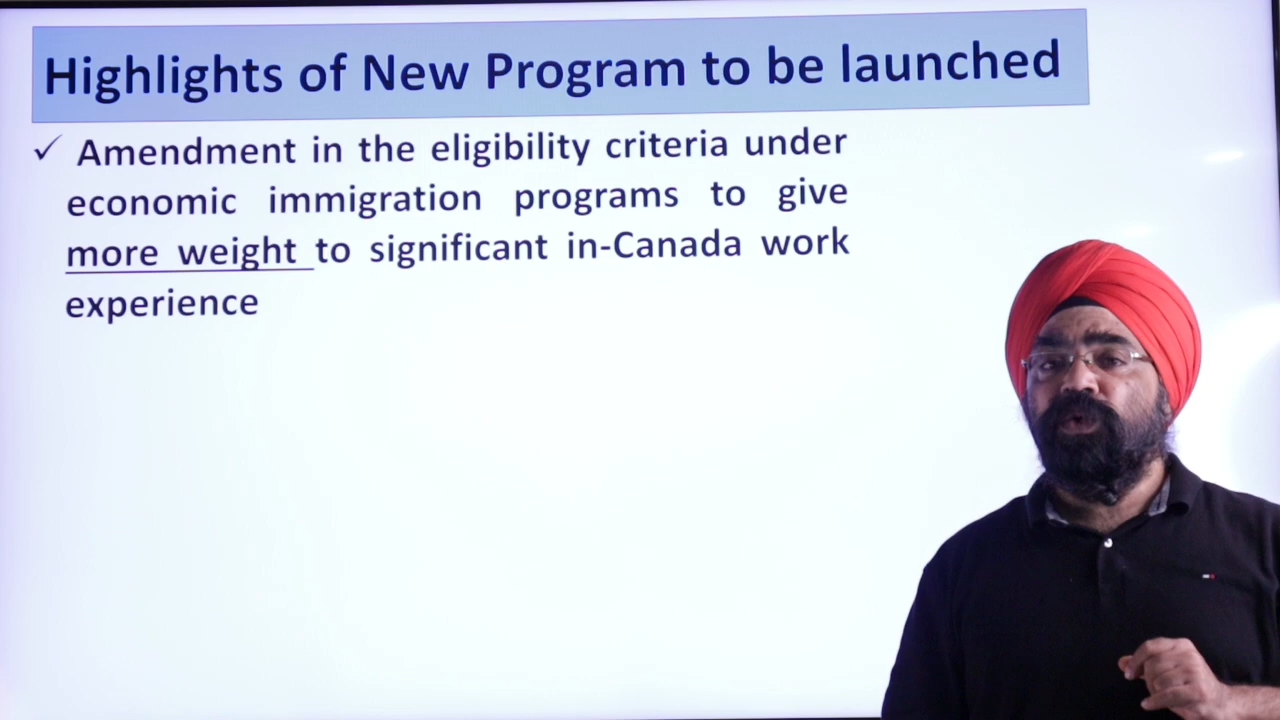 Highlights of New Program to be launched
✓ Amendment in the eligibility criteria under
economic immigration programs to give
more weight to significant in-Canada work
experience